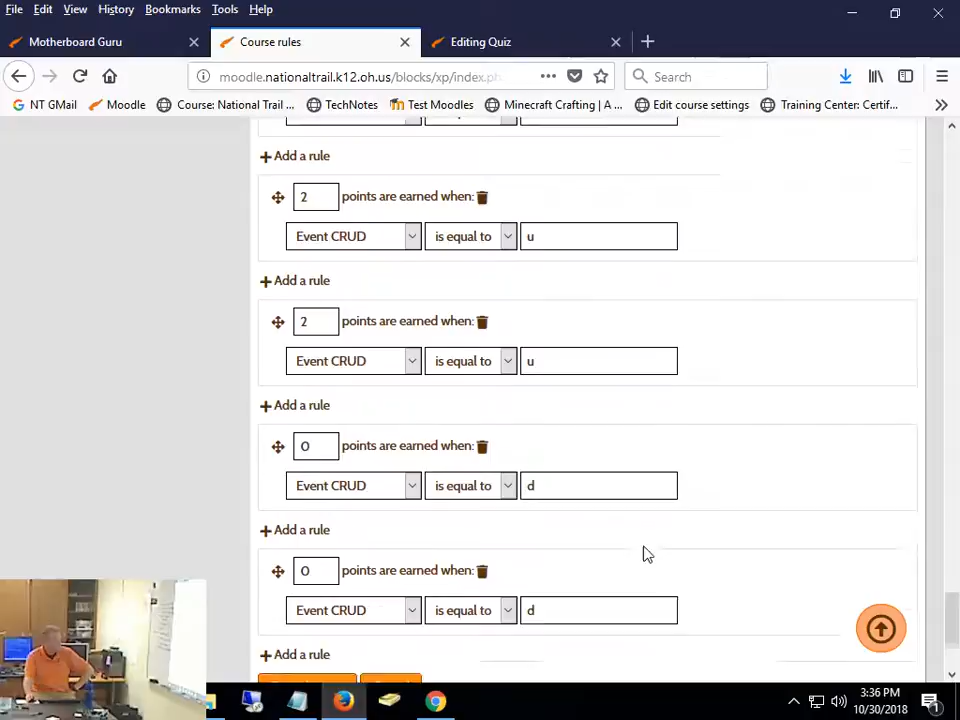 File Edit View History Bookmarks Tools Help
Motherboard Guru Course rules Editing Quiz
moodle.nationaltrail.k12.oh.us/blocks/xp/index.ph Search
NT GMail Moodle Course: National Trail ... TechNotes Test Moodles Minecraft Crafting | A ... Edit course settings Training Center: Certif...
Add a rule
2 points are earned when:
Event CRUD is equal to u
Add a rule
2 points are earned when:
Event CRUD is equal to u
Add a rule
0 points are earned when:
Event CRUD is equal to d
Add a rule
0 points are earned when:
Event CRUD is equal to d
Add a rule
3:36 PM
10/30/2018
1